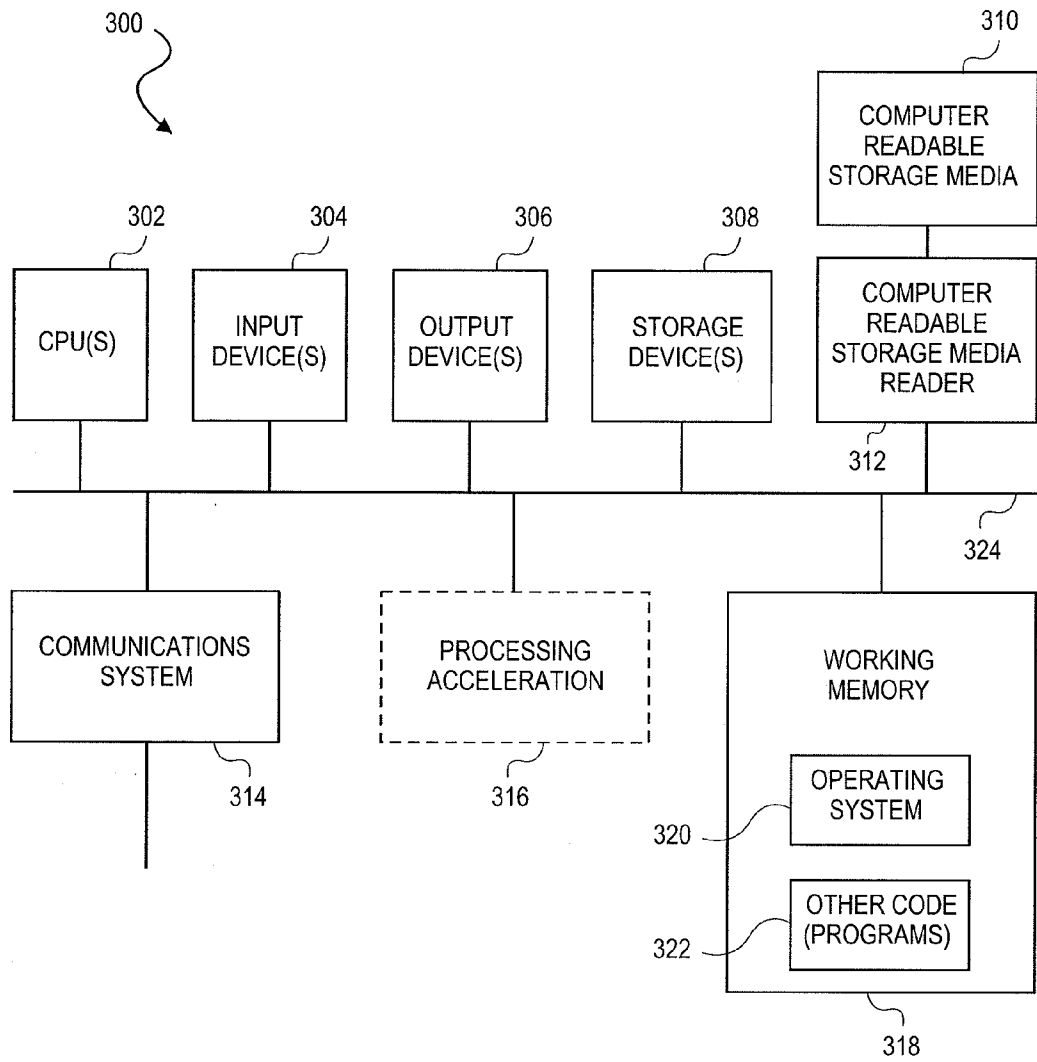 300
310
COMPUTER
READABLE
STORAGE MEDIA
302
304
306
308
CPU(S)
INPUT
DEVICE(S)
OUTPUT
DEVICE(S)
STORAGE
DEVICE(S)
COMPUTER
READABLE
STORAGE MEDIA
READER
312
324
COMMUNICATIONS
SYSTEM
314
PROCESSING
ACCELERATION
316
WORKING
MEMORY
OPERATING
SYSTEM
320
OTHER CODE
(PROGRAMS)
322
318